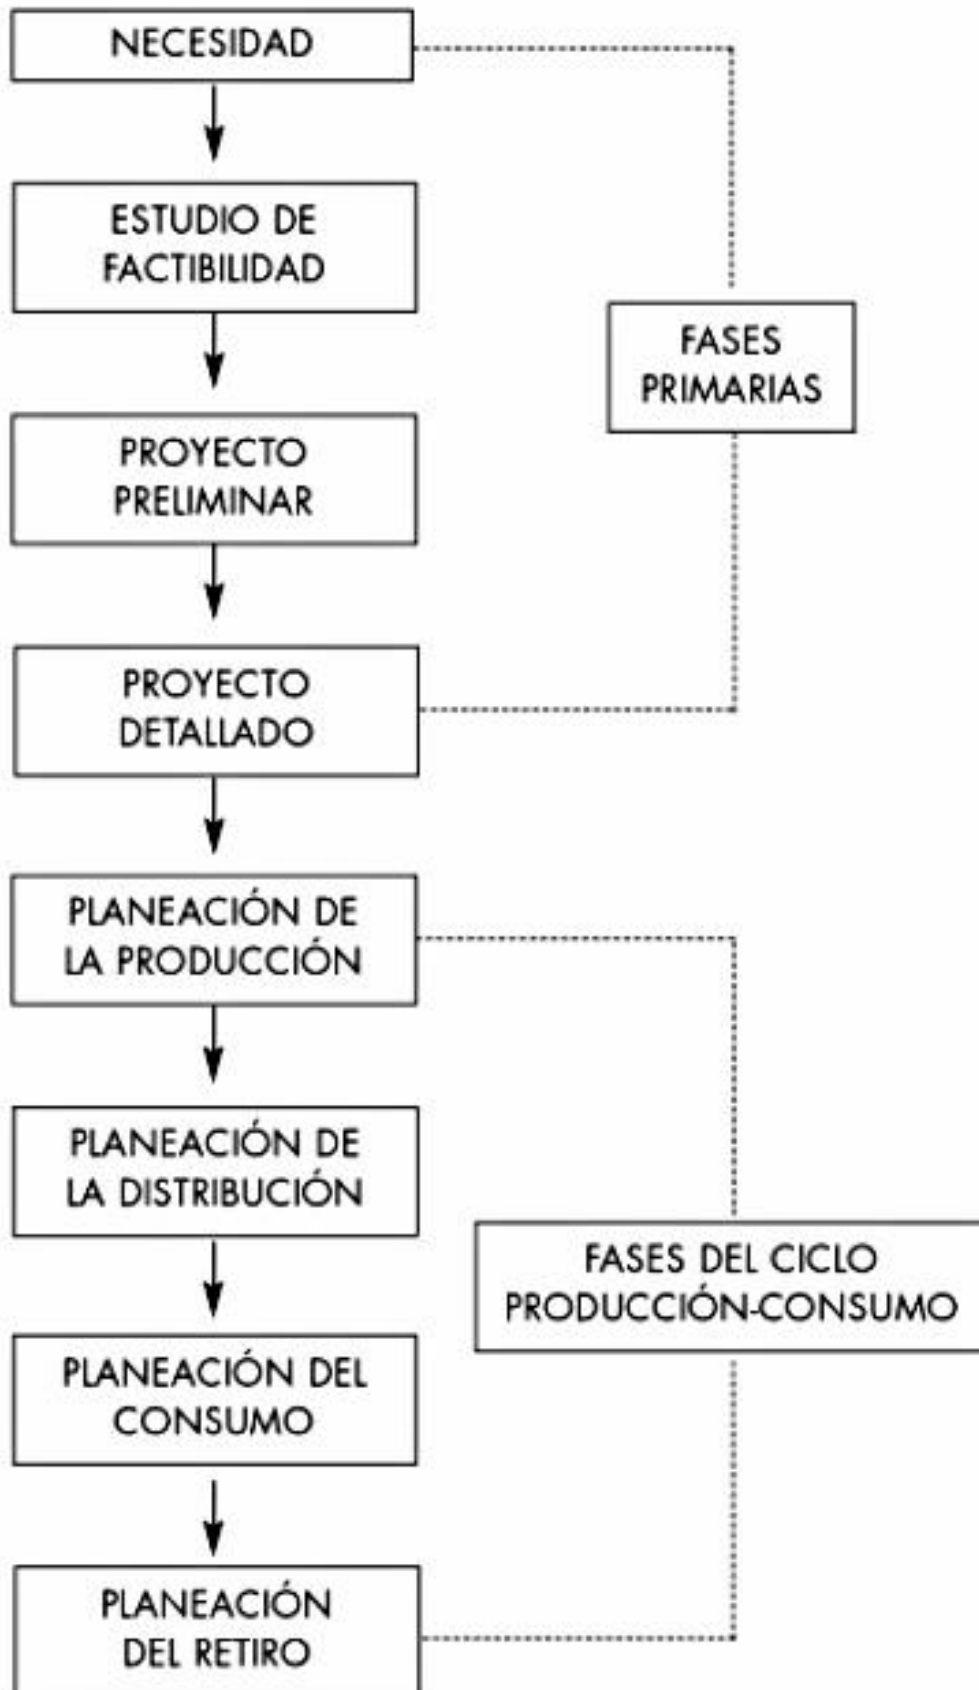 NECESIDAD
ESTUDIO DE
FACTIBILIDAD
FASES
PRIMARIAS
PROYECTO
PRELIMINAR
PROYECTO
DETALLADO
PLANEACIÓN DE
LA PRODUCCIÓN
PLANEACIÓN DE
LA DISTRIBUCIÓN
FASES DEL CICLO
PRODUCCIÓN-CONSUMO
PLANEACIÓN DEL
CONSUMO
PLANEACIÓN
DEL RETIRO